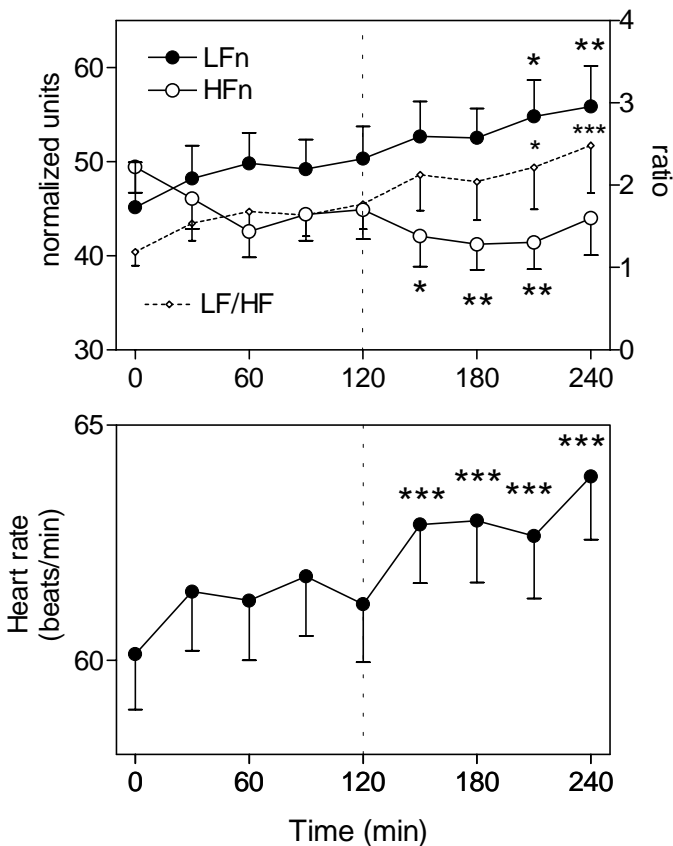 LFn
HFn
LF/HF
normalized units
60
50
40
30
4
3
2
1
0
ratio
* **
* ***
* ** **
0 60 120 180 240
65
60
Heart rate
(beats/min)
*** *** *** ***
0 60 120 180 240
Time (min)